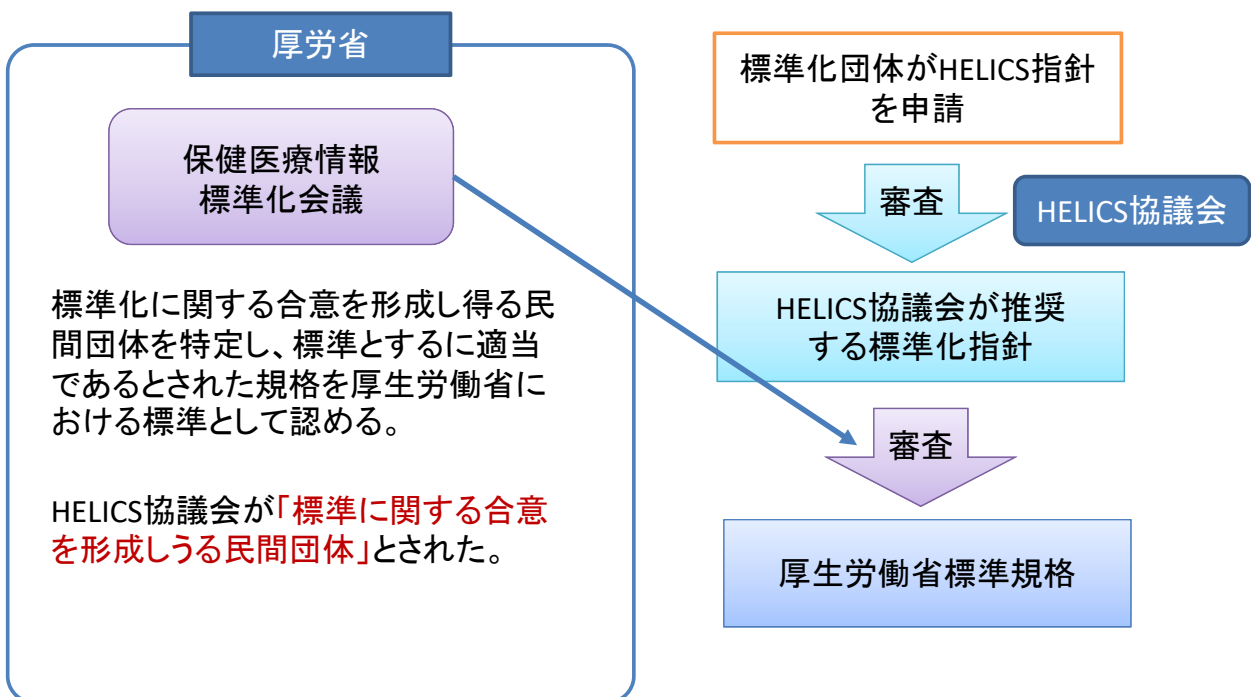 厚労省
保健医療情報
標準化会議
標準化に関する合意を形成し得る民
間団体を特定し、標準とするに適当
であるとされた規格を厚生労働省に
おける標準として認める。
HELICS協議会が「標準に関する合意
を形成しうる民間団体」とされた。
標準化団体がHELICS指針
を申請
審査
HELICS協議会
HELICS協議会が推奨
する標準化指針
審査
厚生労働省標準規格